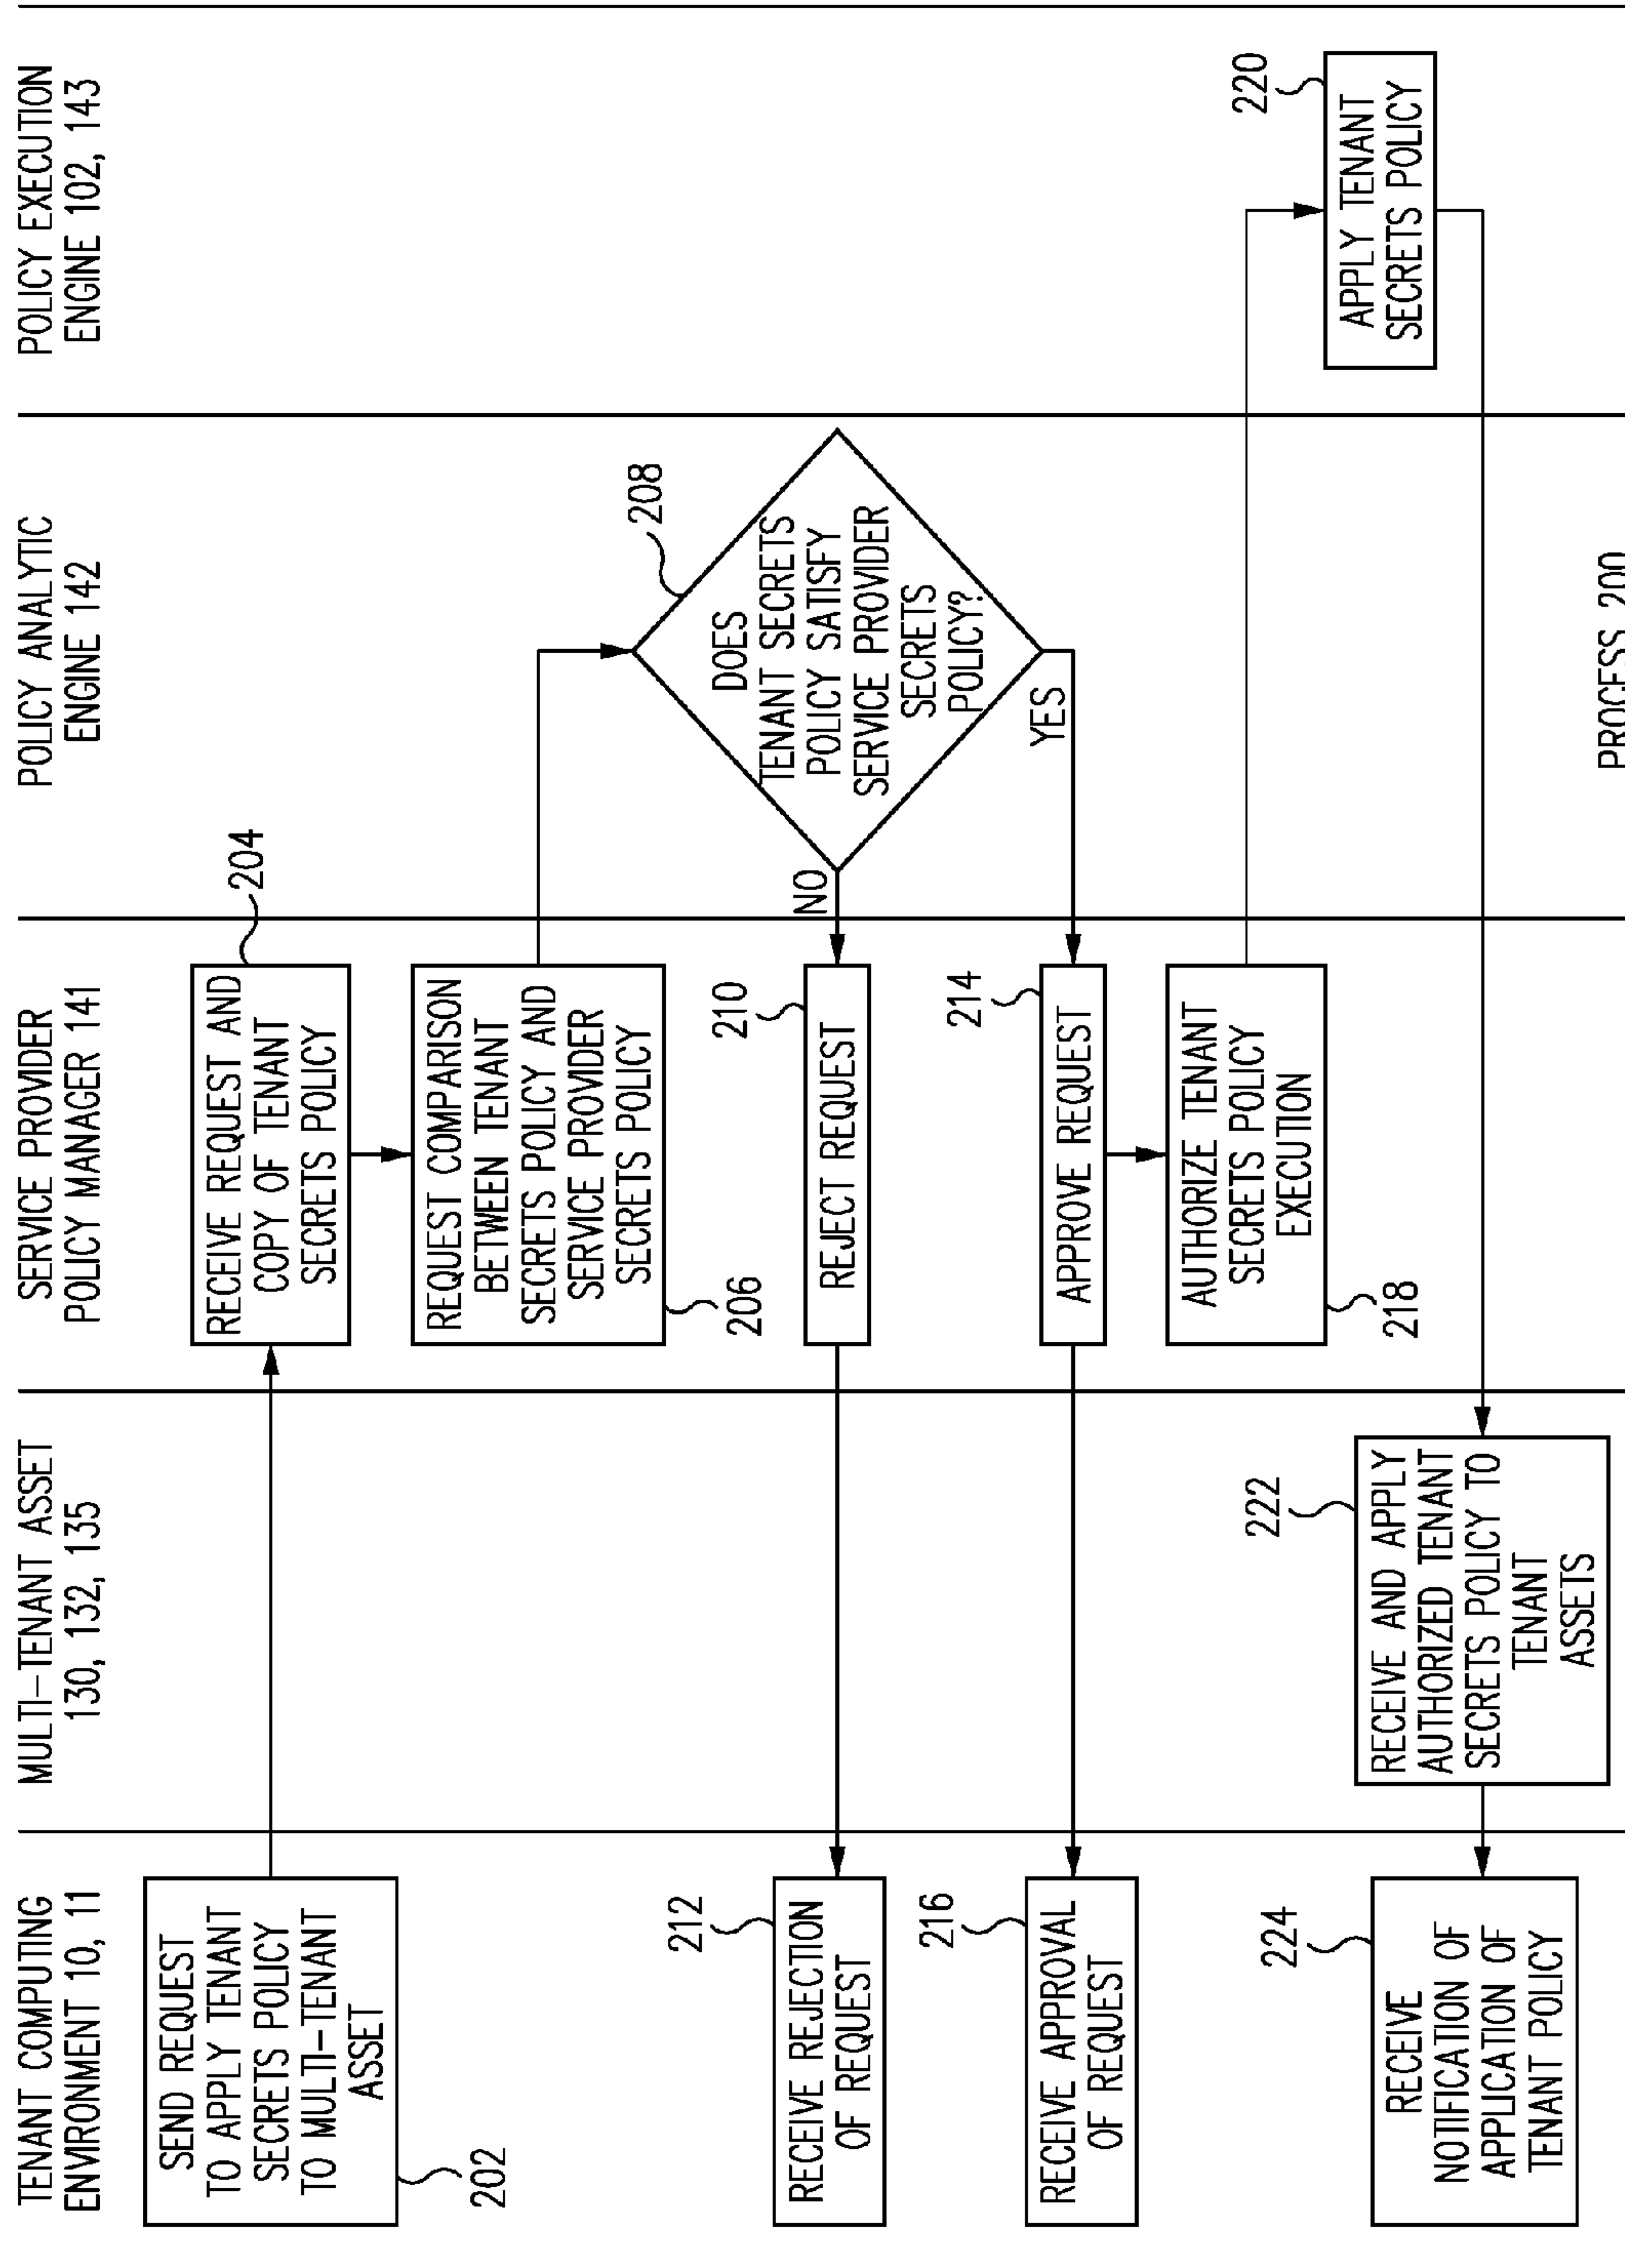 TENANT COMPUTING
ENVIRONMENT 10, 11
MULTI-TENANT ASSET
130, 132, 135
SERVICE PROVIDER
POLICY MANAGER 141
POLICY ANALYTIC
ENGINE 142
POLICY EXECUTION
ENGINE 102, 143
SEND REQUEST
TO APPLY TENANT
SECRETS POLICY
TO MULTI-TENANT
ASSET
202
RECEIVE REQUEST AND
COPY OF TENANT
SECRETS POLICY
204
REQUEST COMPARISON
BETWEEN TENANT
SECRETS POLICY AND
SERVICE PROVIDER
SECRETS POLICY
206
DOES
TENANT SECRETS
POLICY SATISFY
SERVICE PROVIDER
SECRETS
POLICY?
208
NO
YES
REJECT REQUEST
210
RECEIVE REJECTION
OF REQUEST
212
APPROVE REQUEST
214
RECEIVE APPROVAL
OF REQUEST
216
AUTHORIZE TENANT
SECRETS POLICY
EXECUTION
218
APPLY TENANT
SECRETS POLICY
220
RECEIVE AND APPLY
AUTHORIZED TENANT
SECRETS POLICY TO
TENANT
ASSETS
222
RECEIVE
NOTIFICATION OF
APPLICATION OF
TENANT POLICY
224
PROCESS 200